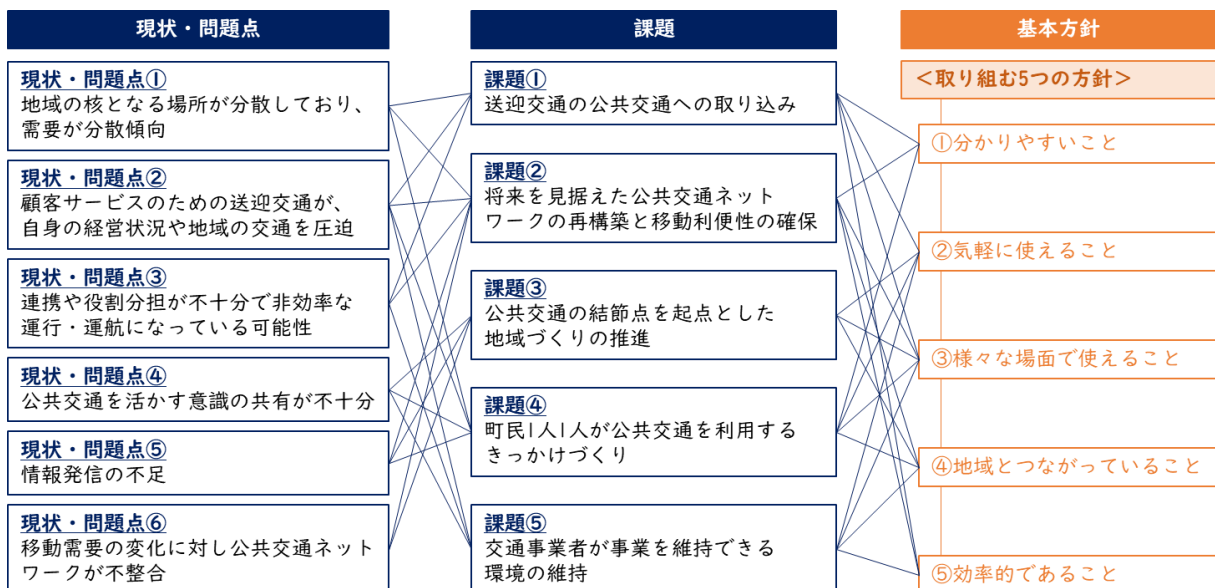 現状・問題点
現状・問題点①
地域の核となる場所が分散しており、
需要が分散傾向
現状・問題点②
顧客サービスのための送迎交通が、
自身の経営状況や地域の交通を圧迫
現状・問題点③
連携や役割分担が不十分で非効率な
運行・運航になっている可能性
現状・問題点④
公共交通を活かす意識の共有が不十分
現状・問題点⑤
情報発信の不足
現状・問題点⑥
移動需要の変化に対し公共交通ネット
ワークが不整合
課題
課題①
送迎交通の公共交通への取り込み
課題②
将来を見据えた公共交通ネット
ワークの再構築と移動利便性の確保
課題③
公共交通の結節点を起点とした
地域づくりの推進
課題④
町民1人1人が公共交通を利用する
きっかけづくり
課題⑤
交通事業者が事業を維持できる
環境の維持
基本方針
＜取り組む5つの方針＞
①分かりやすいこと
②気軽に使えること
③様々な場面で使えること
④地域とつながっていること
⑤効率的であること